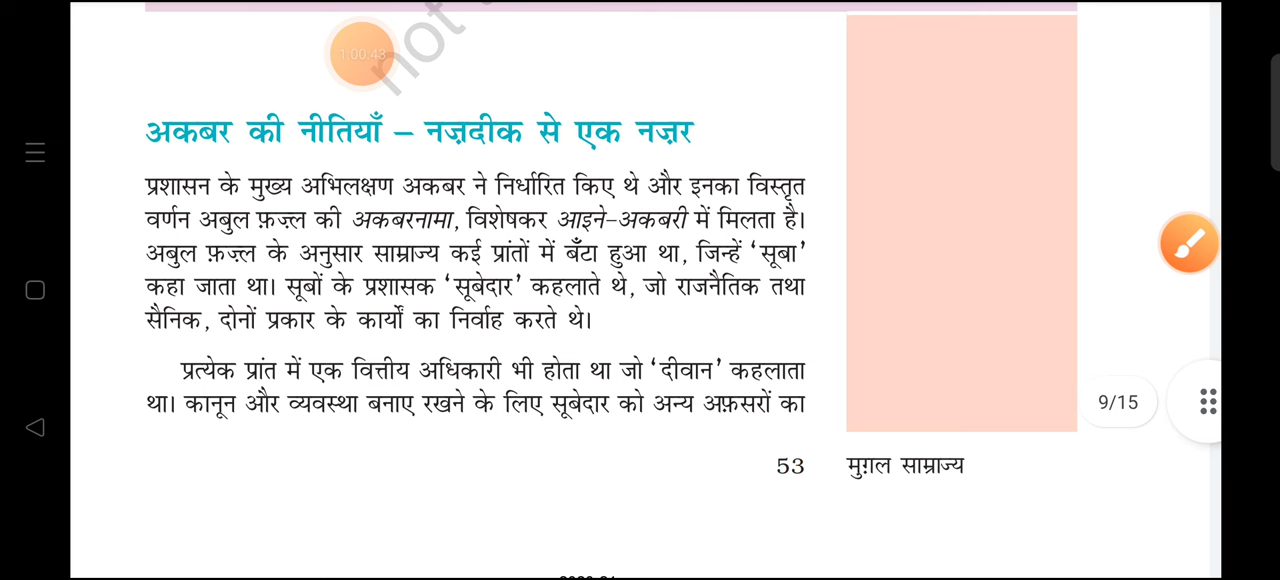 1:00:43
not
अकबर की नीतियाँ – नज़दीक से एक नज़र
प्रशासन के मुख्य अभिलक्षण अकबर ने निर्धारित किए थे और इनका विस्तृत
वर्णन अबुल फ़ज़्ल की अकबरनामा, विशेषकर आइने-अकबरी में मिलता है।
अबुल फ़ज़्ल के अनुसार साम्राज्य कई प्रांतों में बँटा हुआ था, जिन्हें ‘सूबा’
कहा जाता था। सूबों के प्रशासक ‘सूबेदार’ कहलाते थे, जो राजनैतिक तथा
सैनिक, दोनों प्रकार के कार्यों का निर्वाह करते थे।
प्रत्येक प्रांत में एक वित्तीय अधिकारी भी होता था जो ‘दीवान’ कहलाता
था। कानून और व्यवस्था बनाए रखने के लिए सूबेदार को अन्य अफ़सरों का
9/15
53 मुग़ल साम्राज्य